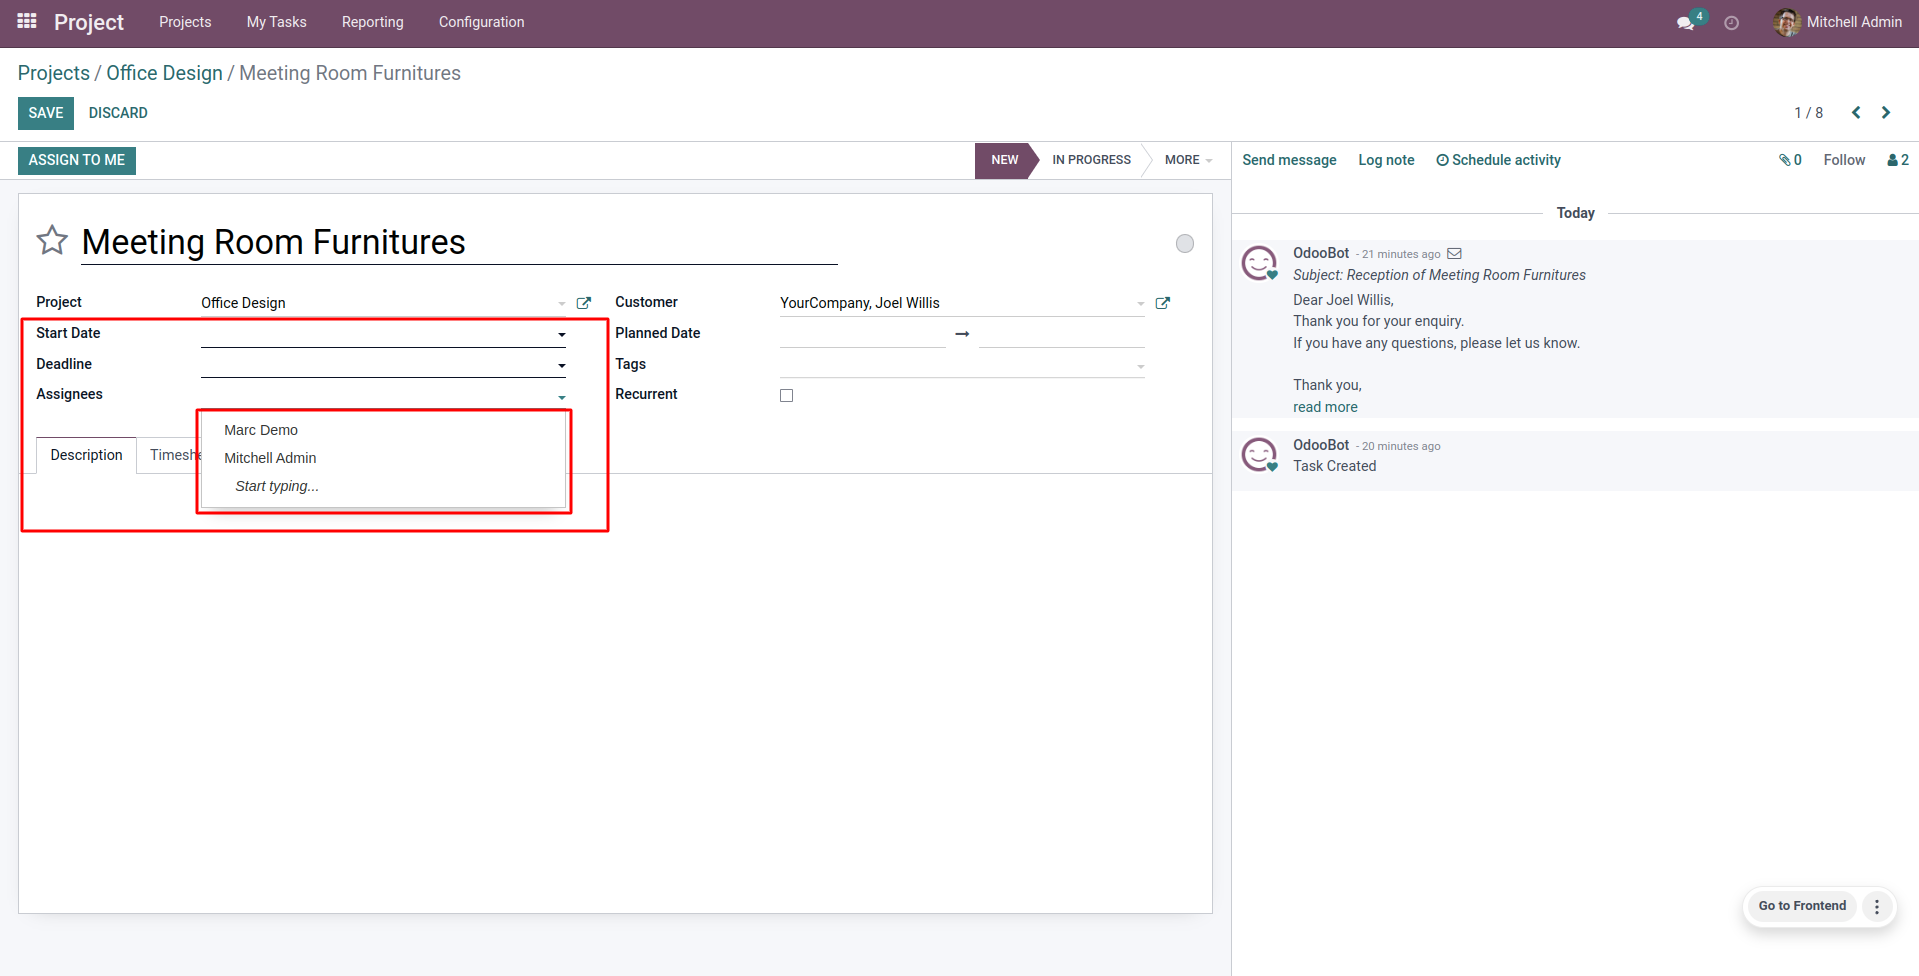 Project Projects My Tasks Reporting Configuration 4 Mitchell Admin
Projects / Office Design / Meeting Room Furnitures
SAVE DISCARD 1 / 8
ASSIGN TO ME NEW IN PROGRESS MORE
Send message Log note Schedule activity 0 Follow 2
Meeting Room Furnitures
Project Office Design
Start Date
Deadline
Assignees
Marc Demo
Mitchell Admin
Start typing...
Customer YourCompany, Joel Willis
Planned Date
Tags
Recurrent
Description Timeshe
Today
OdooBot - 21 minutes ago
Subject: Reception of Meeting Room Furnitures
Dear Joel Willis,
Thank you for your enquiry.
If you have any questions, please let us know.
Thank you,
read more
OdooBot - 20 minutes ago
Task Created
Go to Frontend